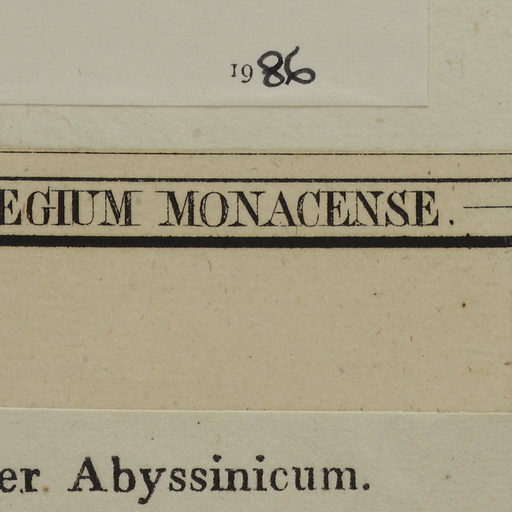 1986
EGIUM MONACENSE.
er Abyssinicum.